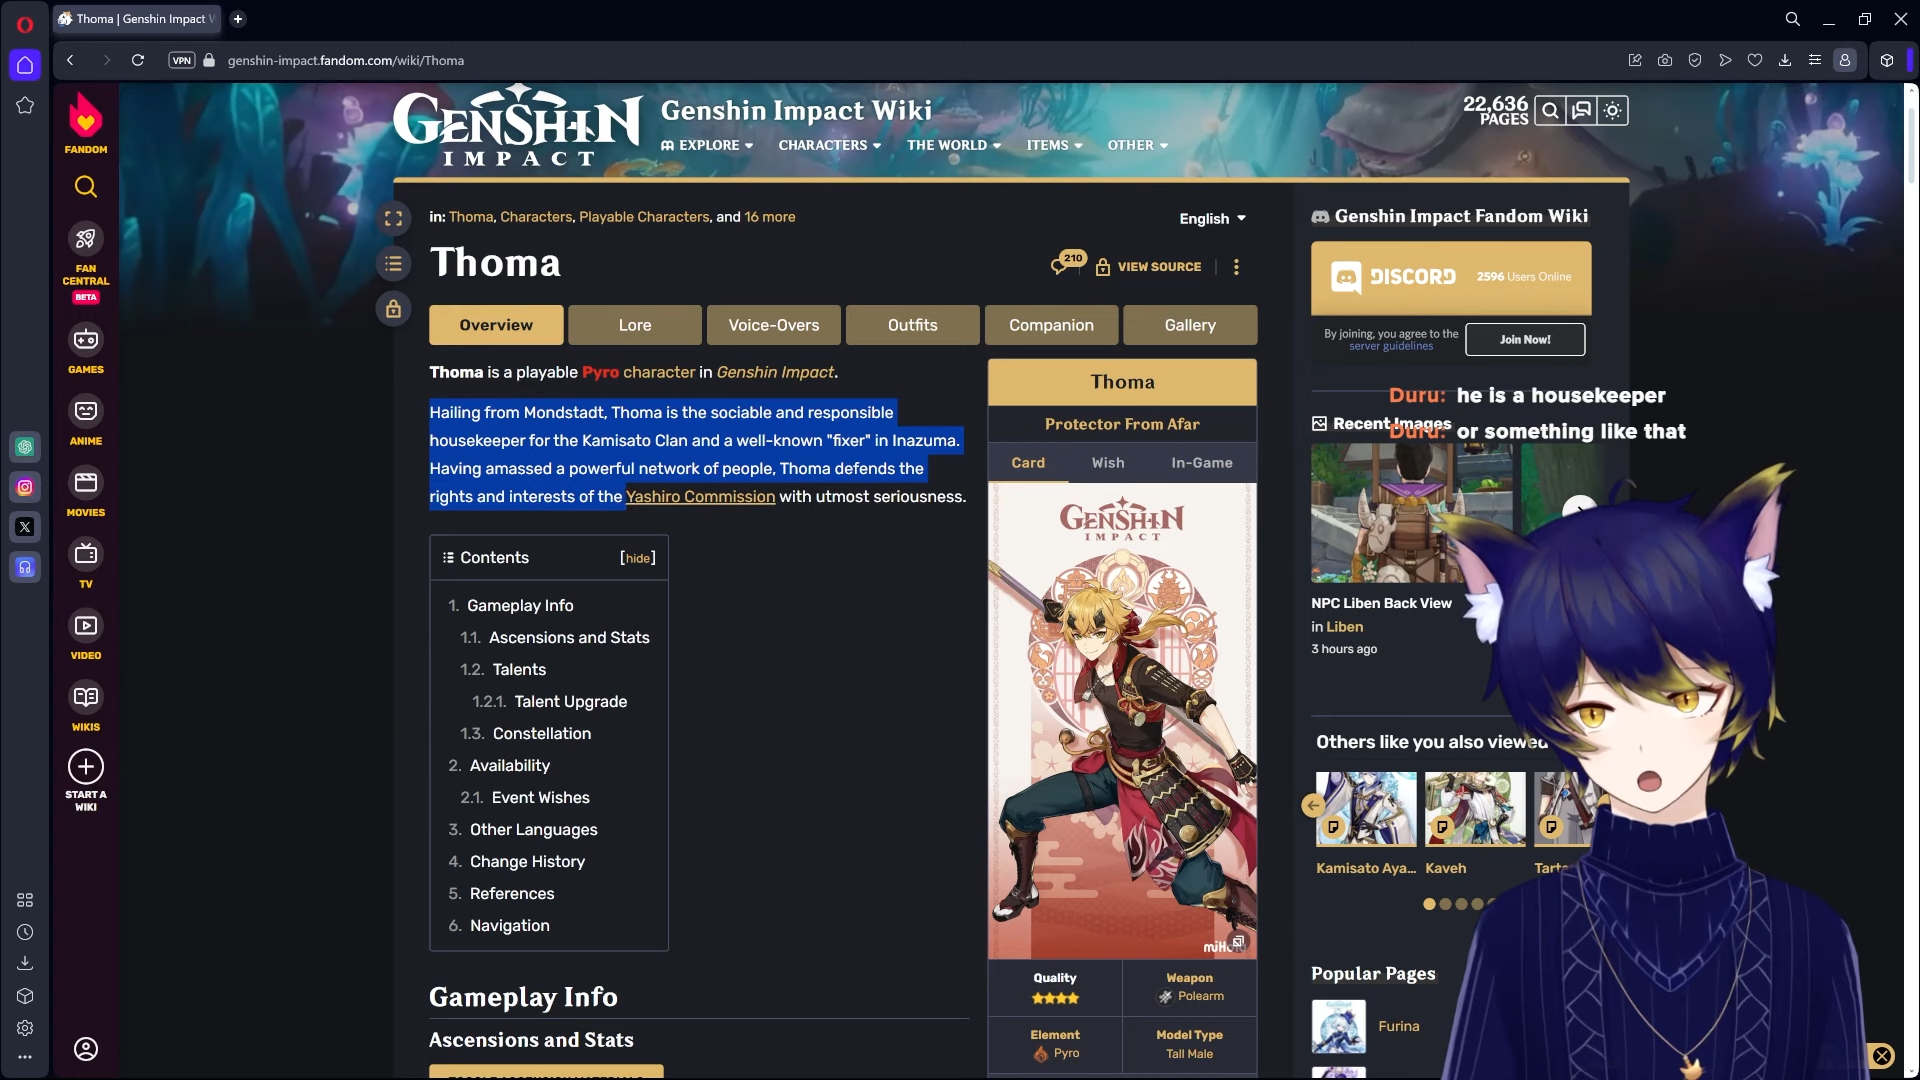 Thoma | Genshin Impact W
VPN
genshin-impact.fandom.com/wiki/Thoma
FANDOM
FAN CENTRAL
BETA
GAMES
ANIME
MOVIES
TV
VIDEO
WIKIS
START A WIKI
GENSHIN IMPACT
Genshin Impact Wiki
EXPLORE
CHARACTERS
THE WORLD
ITEMS
OTHER
22,636 PAGES
in: Thoma, Characters, Playable Characters, and 16 more
English
Thoma
210
VIEW SOURCE
Overview
Lore
Voice-Overs
Outfits
Companion
Gallery
Thoma is a playable Pyro character in Genshin Impact.
Hailing from Mondstadt, Thoma is the sociable and responsible
housekeeper for the Kamisato Clan and a well-known "fixer" in Inazuma.
Having amassed a powerful network of people, Thoma defends the
rights and interests of the Yashiro Commission with utmost seriousness.
Contents [hide]
1. Gameplay Info
1.1. Ascensions and Stats
1.2. Talents
1.2.1. Talent Upgrade
1.3. Constellation
2. Availability
2.1. Event Wishes
3. Other Languages
4. Change History
5. References
6. Navigation
Gameplay Info
Ascensions and Stats
Thoma
Protector From Afar
Card
Wish
In-Game
GENSHIN IMPACT
Quality
Weapon
Polearm
Element
Pyro
Model Type
Tall Male
Genshin Impact Fandom Wiki
DISCORD
2596 Users Online
By joining, you agree to the
server guidelines
Join Now!
Duru: he is a housekeeper
Recent Images
Duru: or something like that
NPC Liben Back View
in Liben
3 hours ago
Others like you also viewed
Kamisato Aya...
Kaveh
Popular Pages
Furina